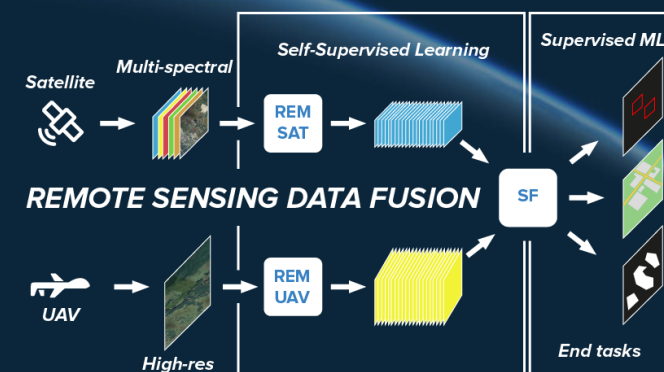 Self-Supervised Learning
Supervised ML
Satellite
Multi-spectral
REM
SAT
REMOTE SENSING DATA FUSION
SF
REM
UAV
UAV
High-res
End tasks